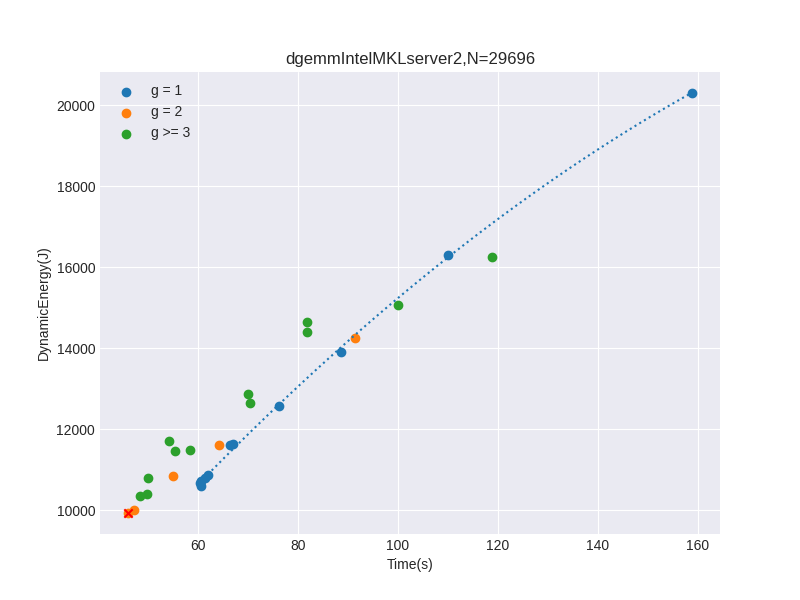 dgemmIntelMKLserver2,N=29696
g = 1
g = 2
g >= 3
DynamicEnergy(J)
20000
18000
16000
14000
12000
10000
60 80 100 120 140 160
Time(s)